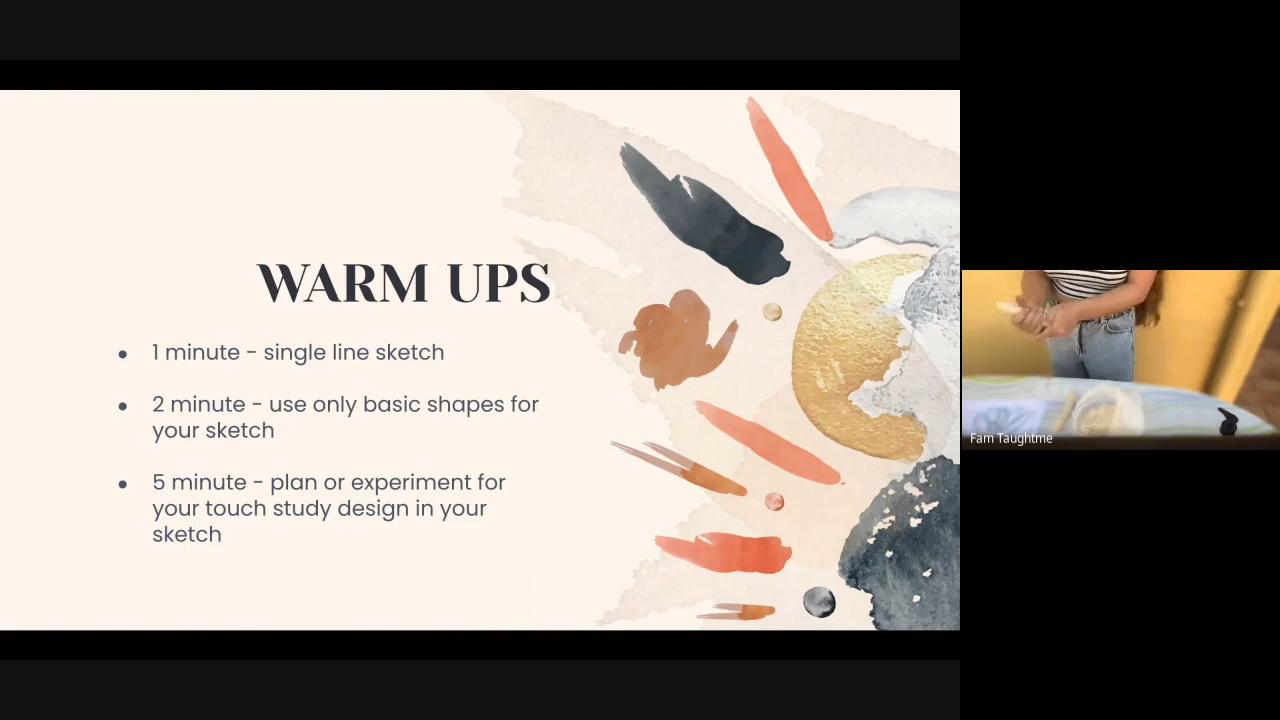 WARM UPS
● 1 minute - single line sketch
● 2 minute - use only basic shapes for
your sketch
● 5 minute - plan or experiment for
your touch study design in your
sketch
Fam Taughtme